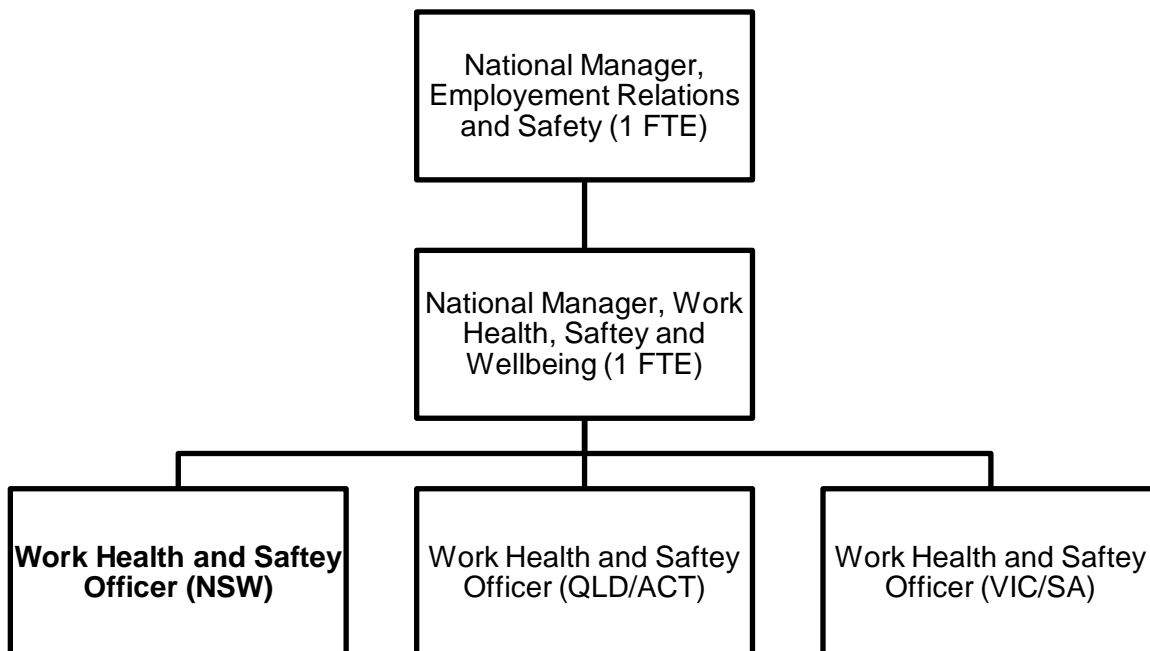 National Manager,
Employement Relations
and Safety (1 FTE)
National Manager, Work
Health, Saftey and
Wellbeing (1 FTE)
Work Health and Saftey
Officer (NSW)
Work Health and Saftey
Officer (QLD/ACT)
Work Health and Saftey
Officer (VIC/SA)